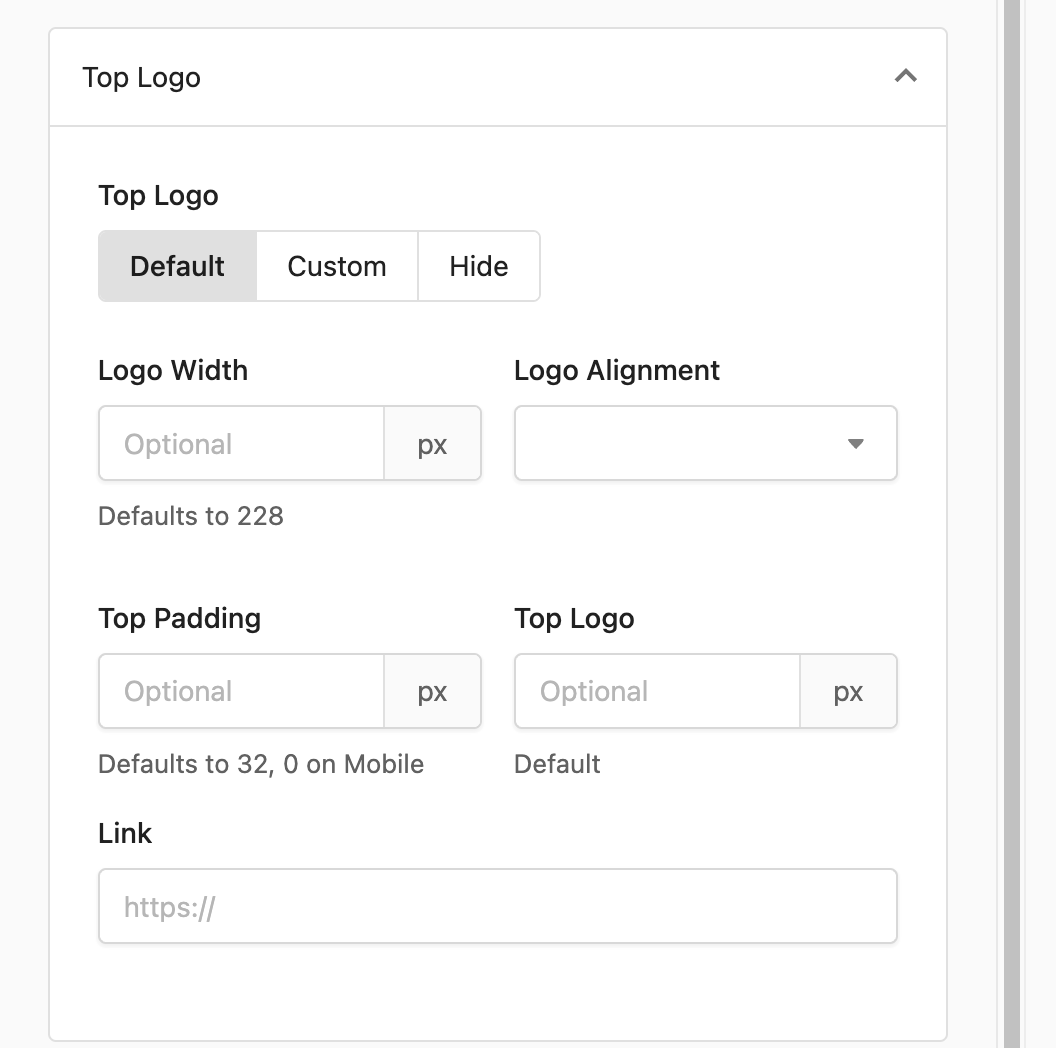 Top Logo
Top Logo
Default Custom Hide
Logo Width Logo Alignment
Optional px
Defaults to 228
Top Padding Top Logo
Optional px Optional px
Defaults to 32, 0 on Mobile Default
Link
https://